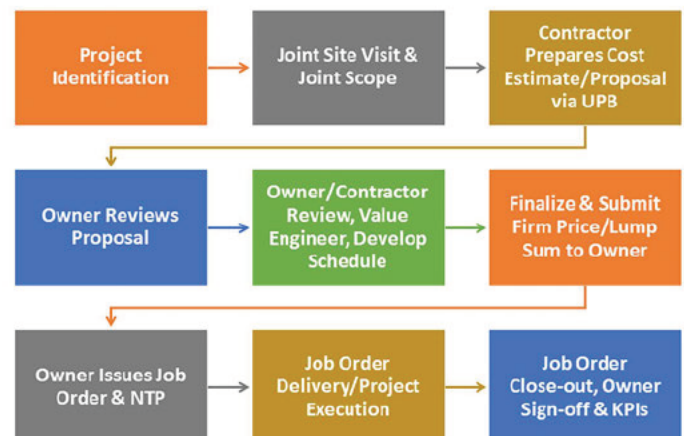 Project
Identification
Joint Site Visit &
Joint Scope
Contractor
Prepares Cost
Estimate/Proposal
via UPB
Owner Reviews
Proposal
Owner/Contractor
Review, Value
Engineer, Develop
Schedule
Finalize & Submit
Firm Price/Lump
Sum to Owner
Owner Issues Job
Order & NTP
Job Order
Delivery/Project
Execution
Job Order
Close-out, Owner
Sign-off & KPIs